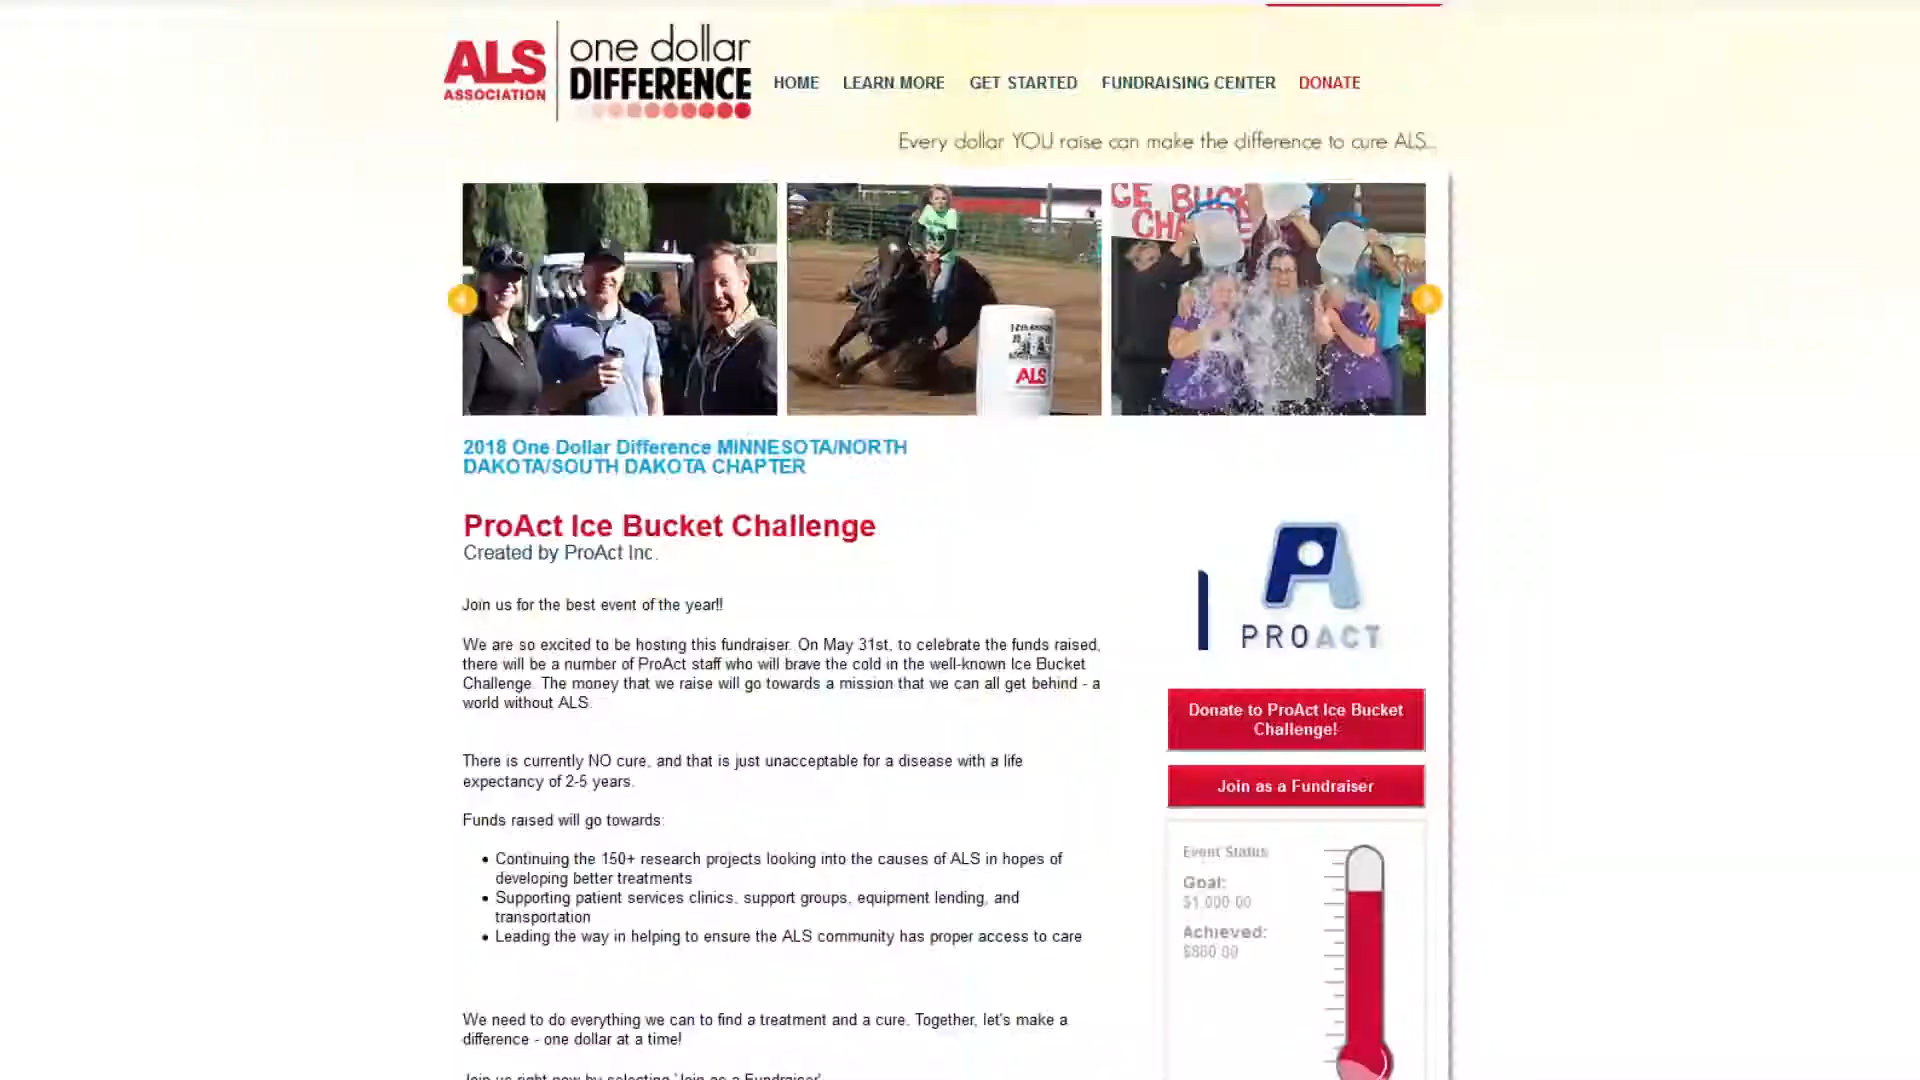 ALS
ASSOCIATION
one dollar
DIFFERENCE
HOME LEARN MORE GET STARTED FUNDRAISING CENTER DONATE
Every dollar YOU raise can make the difference to cure ALS...
ALS
2018 One Dollar Difference MINNESOTA/NORTH
DAKOTA/SOUTH DAKOTA CHAPTER
ProAct Ice Bucket Challenge
Created by ProAct Inc.
Join us for the best event of the year!!
We are so excited to be hosting this fundraiser. On May 31st, to celebrate the funds raised,
there will be a number of ProAct staff who will brave the cold in the well-known Ice Bucket
Challenge. The money that we raise will go towards a mission that we can all get behind - a
world without ALS.
There is currently NO cure, and that is just unacceptable for a disease with a life
expectancy of 2-5 years.
Funds raised will go towards:
• Continuing the 150+ research projects looking into the causes of ALS in hopes of
developing better treatments
• Supporting patient services clinics, support groups, equipment lending, and
transportation
• Leading the way in helping to ensure the ALS community has proper access to care
We need to do everything we can to find a treatment and a cure. Together, let's make a
difference - one dollar at a time!
Join us right now by selecting 'Join as a Fundraiser'
PROACT
Donate to ProAct Ice Bucket
Challenge!
Join as a Fundraiser
Event Status
Goal:
$1,000.00
Achieved: